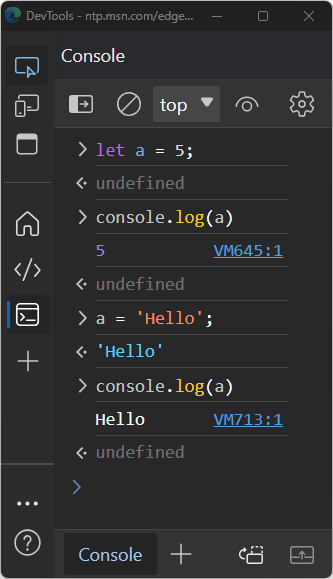 DevTools - ntp.msn.com/edge...
Console
top
let a = 5;
undefined
console.log(a)
5 VM645:1
undefined
a = 'Hello';
'Hello'
console.log(a)
Hello VM713:1
undefined
Console